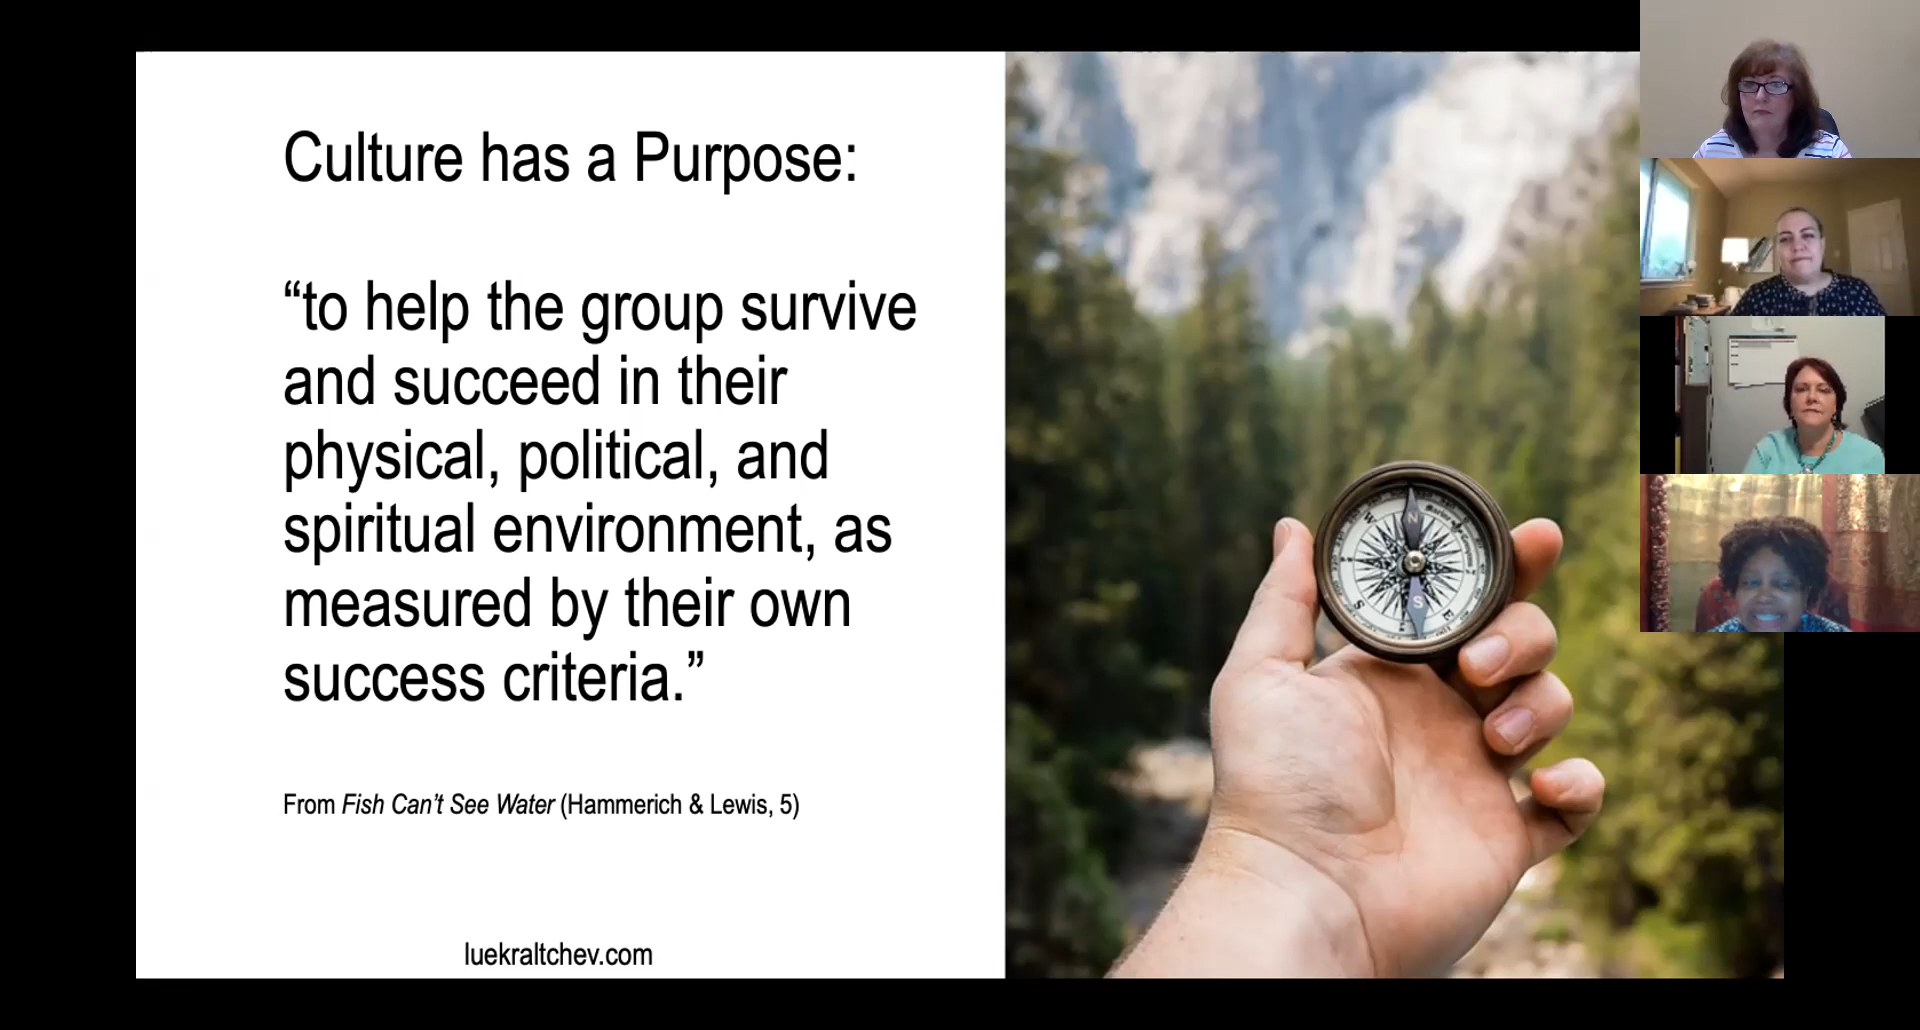 Culture has a Purpose:
“to help the group survive
and succeed in their
physical, political, and
spiritual environment, as
measured by their own
success criteria.”
From Fish Can’t See Water (Hammerich & Lewis, 5)
luekraltchev.com
N
W
S
E
S